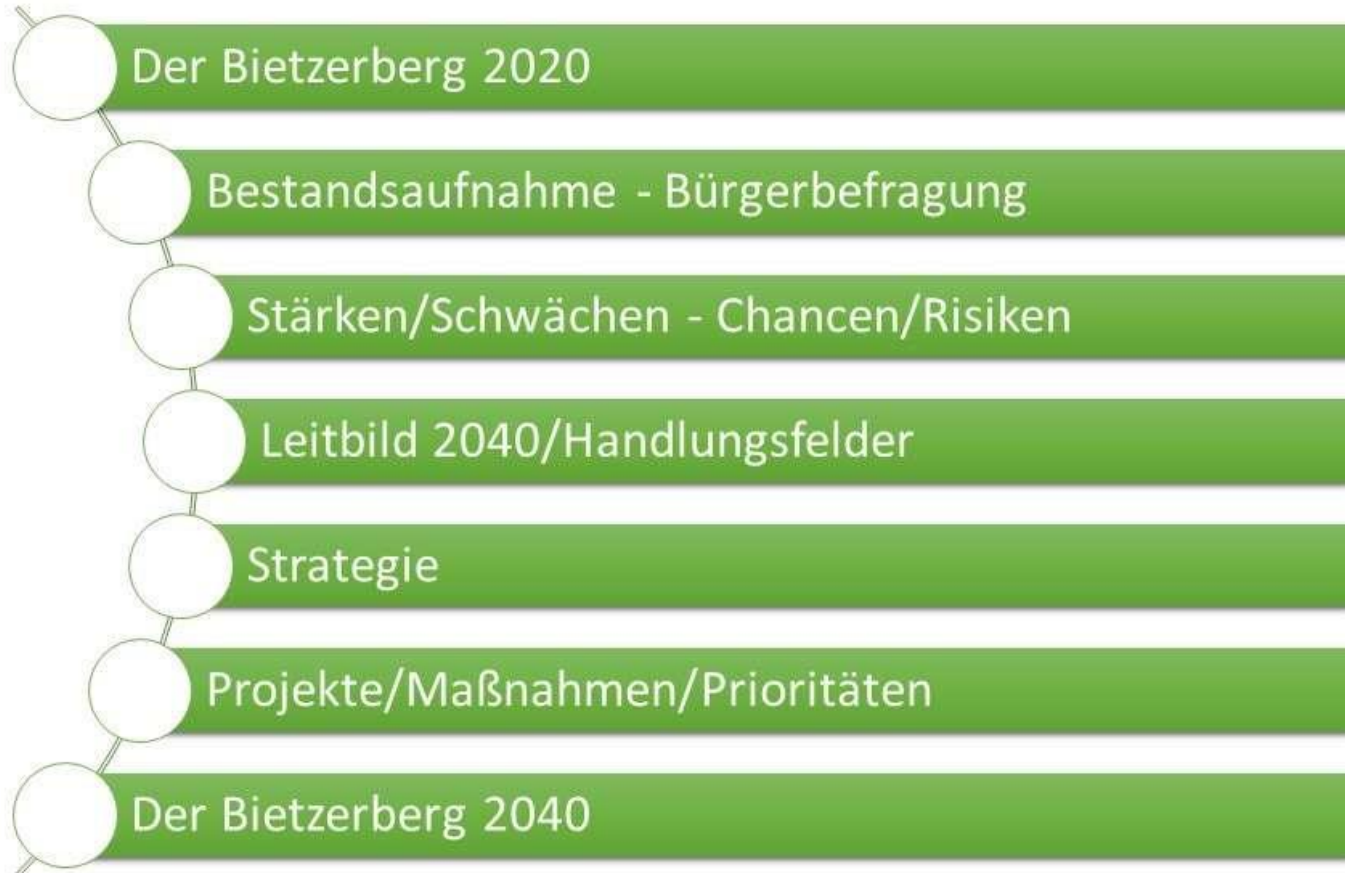 Der Bietzerberg 2020
Bestandsaufnahme - Bürgerbefragung
Stärken/Schwächen - Chancen/Risiken
Leitbild 2040/Handlungsfelder
Strategie
Projekte/Maßnahmen/Prioritäten
Der Bietzerberg 2040